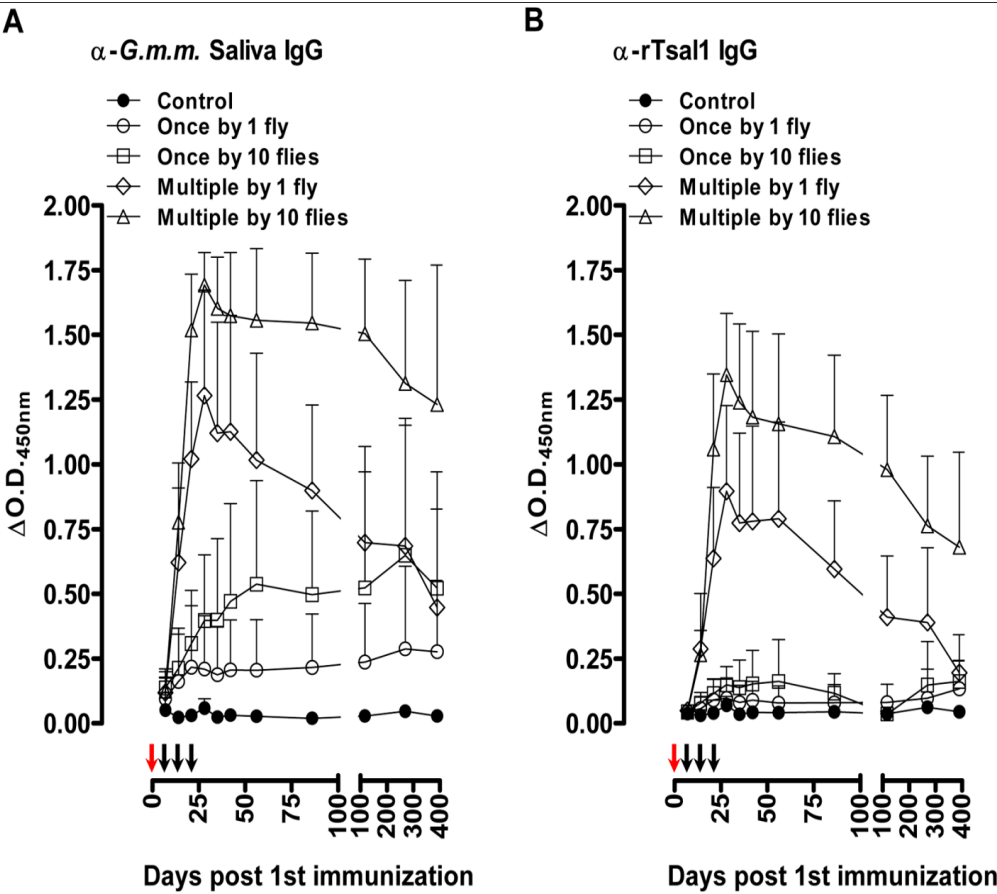 A
α-G.m.m. Saliva IgG
Control
Once by 1 fly
Once by 10 flies
Multiple by 1 fly
Multiple by 10 flies
2.00
1.75
1.50
1.25
1.00
0.75
0.50
0.25
0.00
ΔO.D.450nm
0
25
50
75
100
100
200
300
400
Days post 1st immunization
B
α-rTsal1 IgG
Control
Once by 1 fly
Once by 10 flies
Multiple by 1 fly
Multiple by 10 flies
2.00
1.75
1.50
1.25
1.00
0.75
0.50
0.25
0.00
ΔO.D.450nm
0
25
50
75
100
100
200
300
400
Days post 1st immunization